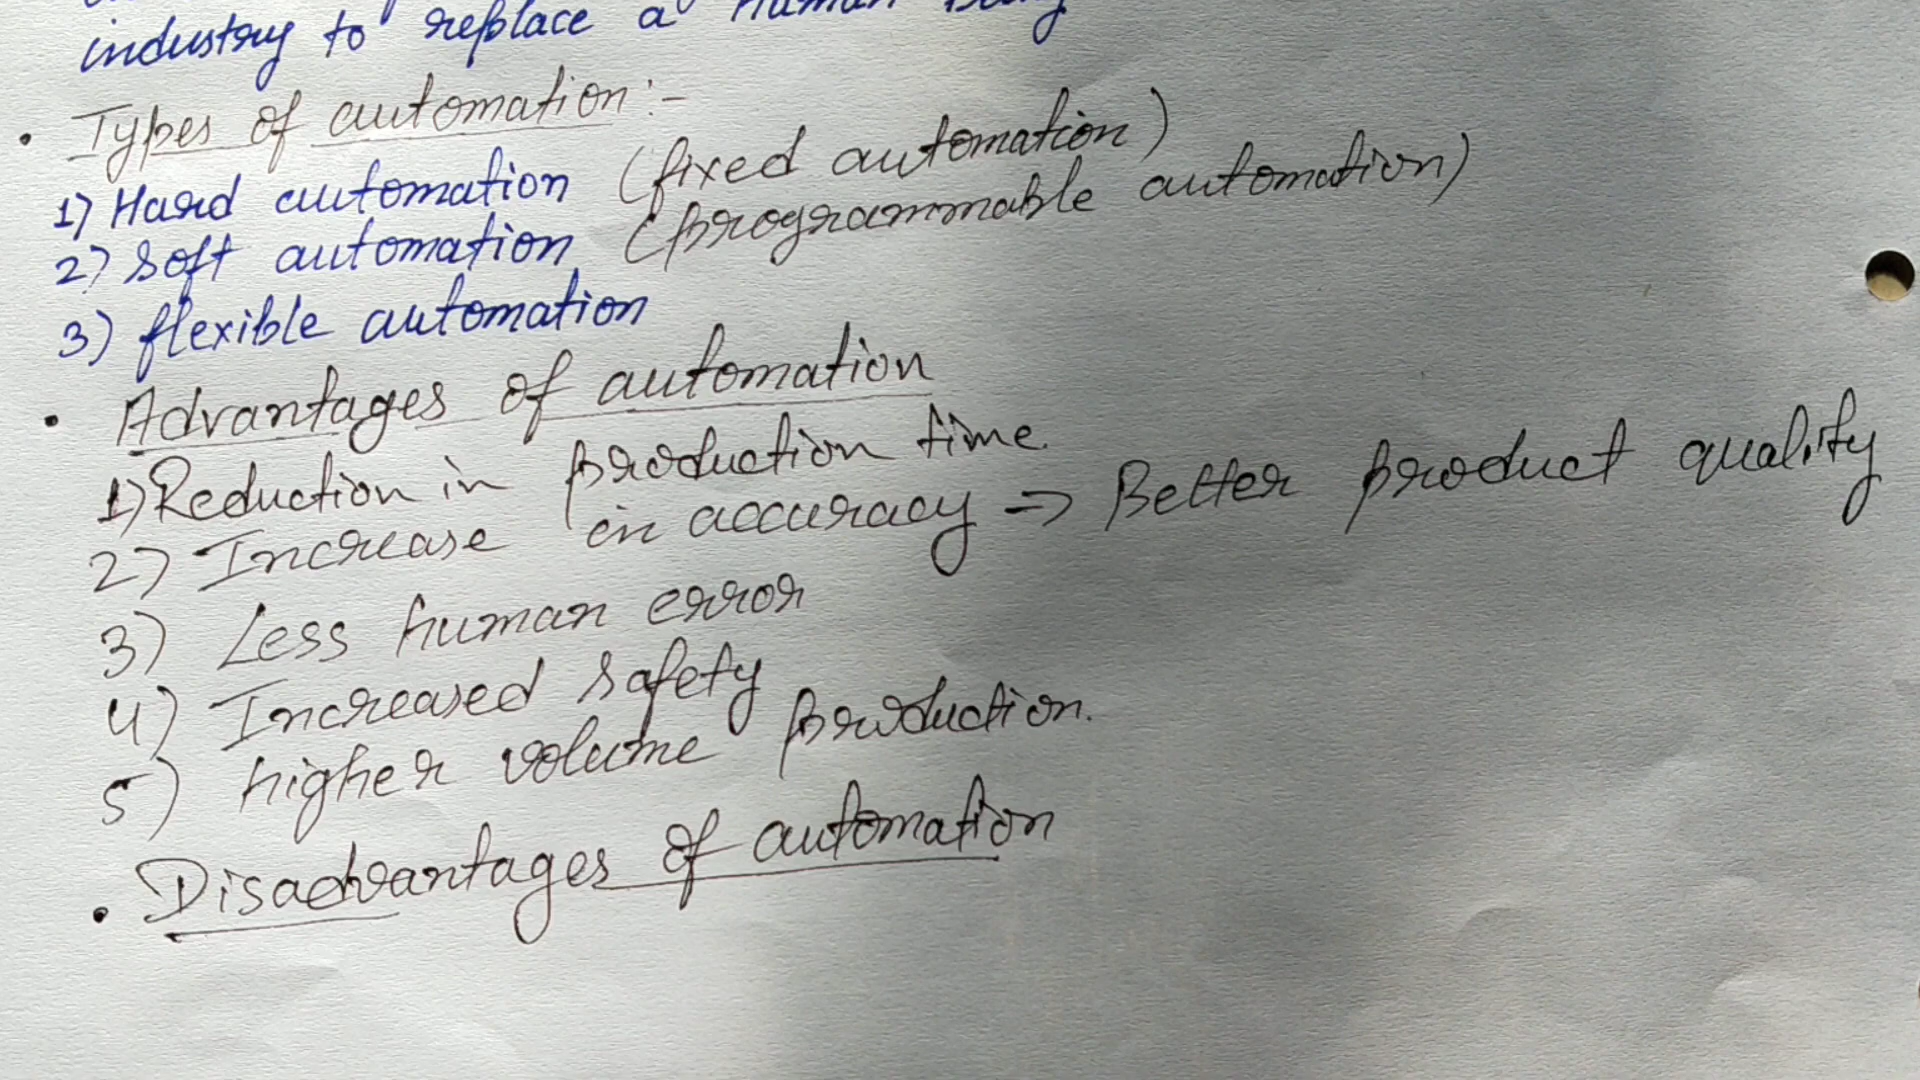 industry to replace a human being
• Types of automation:-
1) Hard automation (fixed automation)
2) Soft automation (programmable automation)
3) flexible automation
• Advantages of automation
1) Reduction in production time.
2) Increase in accuracy => Better product quality
3) Less human error
4) Increased safety
5) higher volume production.
• Disadvantages of automation